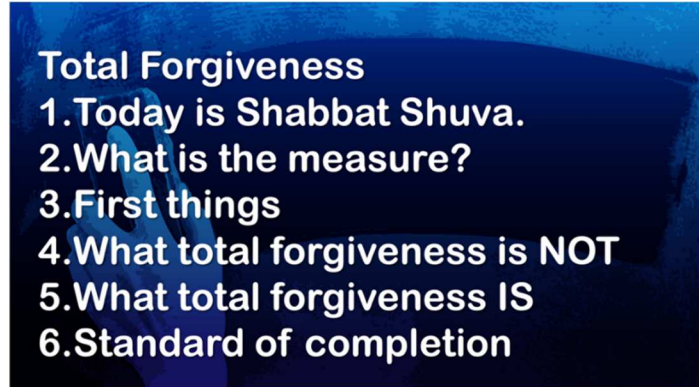 Total Forgiveness
1.Today is Shabbat Shuva.
2.What is the measure?
3.First things
4.What total forgiveness is NOT
5.What total forgiveness IS
6.Standard of completion